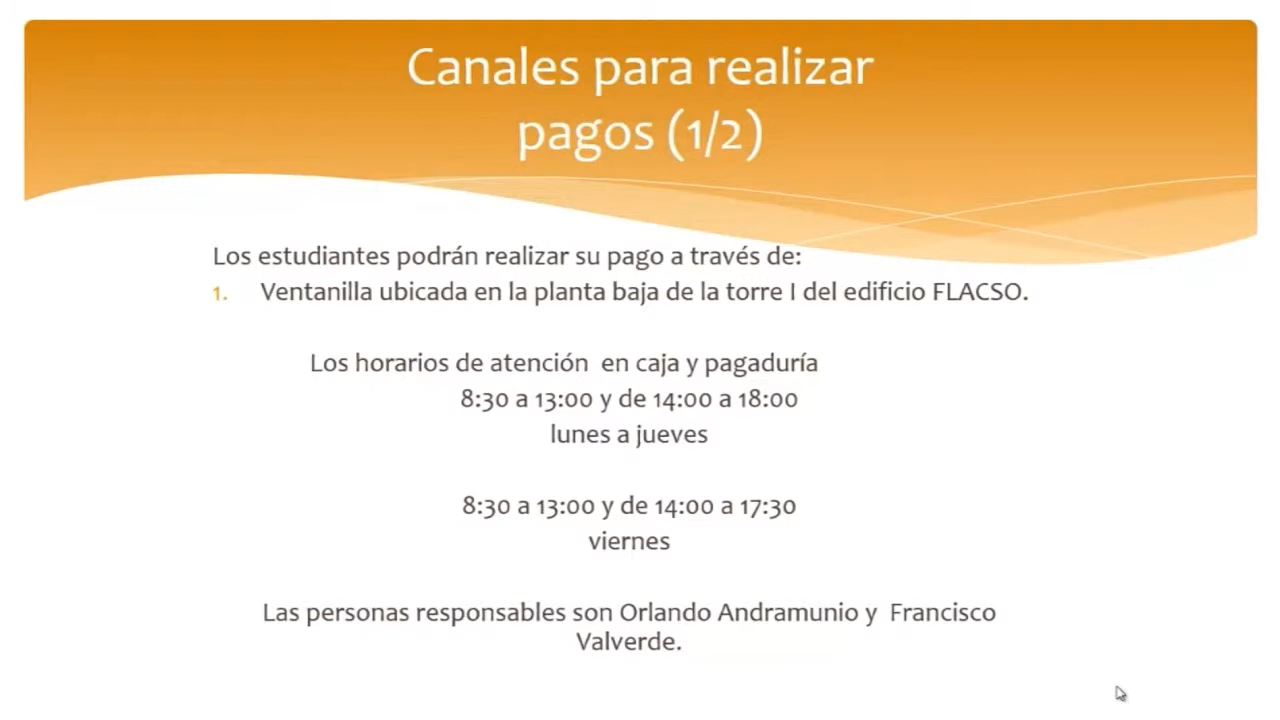 Canales para realizar
pagos (1/2)
Los estudiantes podrán realizar su pago a través de:
1. Ventanilla ubicada en la planta baja de la torre I del edificio FLACSO.
Los horarios de atención en caja y pagaduría
8:30 a 13:00 y de 14:00 a 18:00
lunes a jueves
8:30 a 13:00 y de 14:00 a 17:30
viernes
Las personas responsables son Orlando Andramunio y Francisco
Valverde.